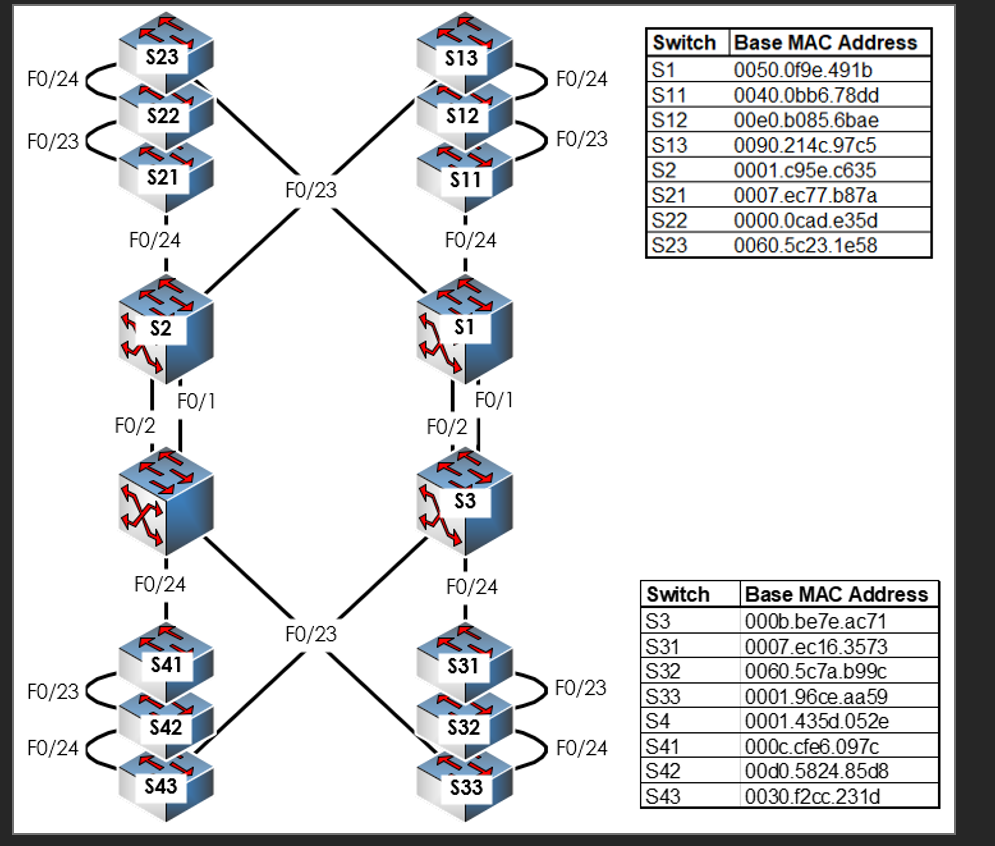 S23
S13
F0/24
F0/24
S22
S12
F0/23
F0/23
S21
S11
F0/23
F0/24
F0/24
S2
S1
F0/1
F0/1
F0/2
F0/2
S3
F0/24
F0/24
F0/23
S41
S31
F0/23
F0/23
S42
S32
F0/24
F0/24
S43
S33
Switch Base MAC Address
S1 0050.0f9e.491b
S11 0040.0bb6.78dd
S12 00e0.b085.6bae
S13 0090.214c.97c5
S2 0001.c95e.c635
S21 0007.ec77.b87a
S22 0000.0cad.e35d
S23 0060.5c23.1e58
Switch Base MAC Address
S3 000b.be7e.ac71
S31 0007.ec16.3573
S32 0060.5c7a.b99c
S33 0001.96ce.aa59
S4 0001.435d.052e
S41 000c.cfe6.097c
S42 00d0.5824.85d8
S43 0030.f2cc.231d